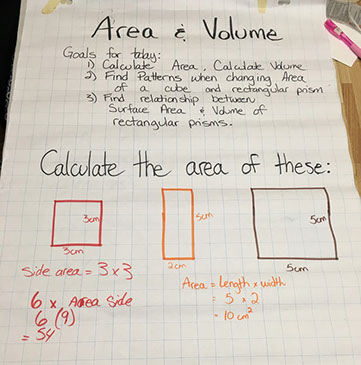 Area & Volume
Goals for today:
1) Calculate Area, Calculate Volume
2) Find Patterns when changing Area
of a cube and rectangular prism
3) Find relationship between
Surface Area & Volume of
rectangular prisms.
Calculate the area of these:
3cm
3cm
5cm
2cm
5cm
5cm
Side area = 3 x 3
6 x Area Side
6 (9)
= 54
Area = Length x width
= 5 x 2
= 10 cm²